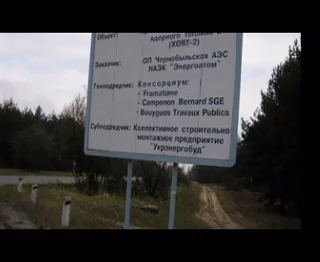 Объект: ядерного топлива
(ХОЯТ-2)
Заказчик: ОП Чернобыльская АЭС
НАЭК "Энергоатом"
Генподрядчик: Консорциум:
- Framatome
- Campenon Bernard SGE
- Bouygues Travaux Publics
Субподрядчик: Коллективное строительно
монтажное предприятие
"Укрэнергобуд"